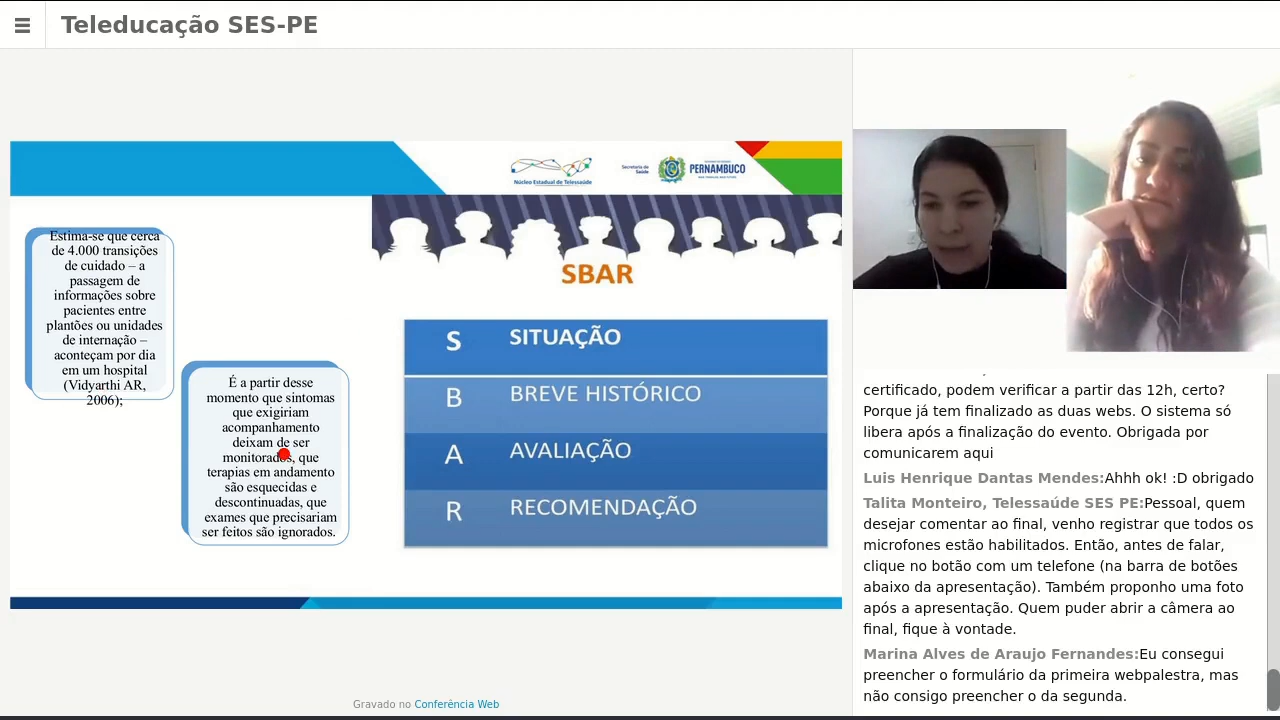 Teleducação SES-PE
Núcleo Estadual de Telessaúde
Secretaria de
Saúde
PERNAMBUCO
Estima-se que cerca
de 4.000 transições
de cuidado – a
passagem de
informações sobre
pacientes entre
plantões ou unidades
de internação –
aconteçam por dia
em um hospital
(Vidyarthi AR,
2006);
É a partir desse
momento que sintomas
que exigiriam
acompanhamento
deixam de ser
monitorados, que
terapias em andamento
são esquecidas e
descontinuadas, que
exames que precisariam
ser feitos são ignorados.
SBAR
S SITUAÇÃO
B BREVE HISTÓRICO
A AVALIAÇÃO
R RECOMENDAÇÃO
Gravado no Conferência Web
certificado, podem verificar a partir das 12h, certo?
Porque já tem finalizado as duas webs. O sistema só
libera após a finalização do evento. Obrigada por
comunicarem aqui
Luis Henrique Dantas Mendes:Ahhh ok! :D obrigado
Talita Monteiro, Telessaúde SES PE:Pessoal, quem
desejar comentar ao final, venho registrar que todos os
microfones estão habilitados. Então, antes de falar,
clique no botão com um telefone (na barra de botões
abaixo da apresentação). Também proponho uma foto
após a apresentação. Quem puder abrir a câmera ao
final, fique à vontade.
Marina Alves de Araujo Fernandes:Eu consegui
preencher o formulário da primeira webpalestra, mas
não consigo preencher o da segunda.